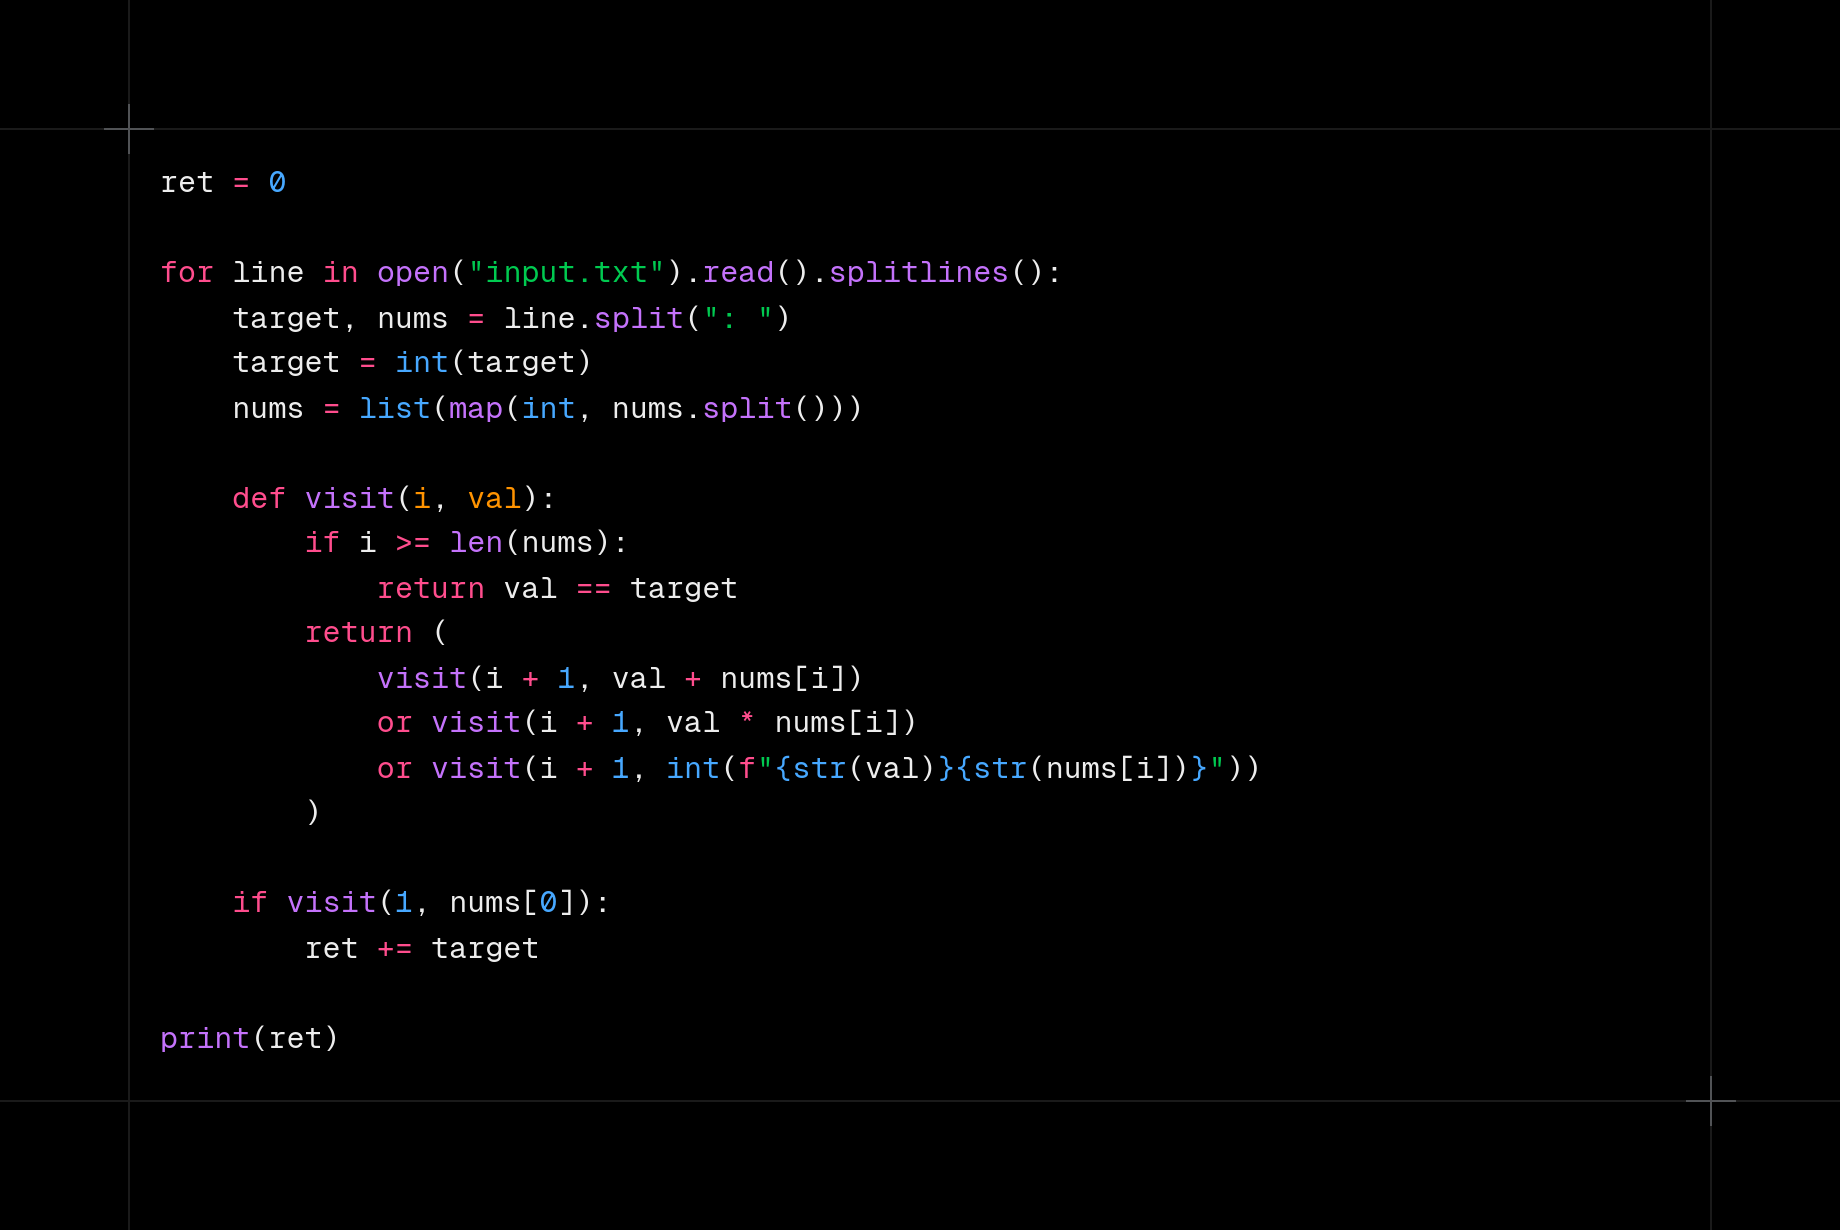 ret = 0
for line in open("input.txt").read().splitlines():
    target, nums = line.split(": ")
    target = int(target)
    nums = list(map(int, nums.split()))
    def visit(i, val):
        if i >= len(nums):
            return val == target
        return (
            visit(i + 1, val + nums[i])
            or visit(i + 1, val * nums[i])
            or visit(i + 1, int(f"{str(val)}{str(nums[i])}"))
        )
    if visit(1, nums[0]):
        ret += target
print(ret)